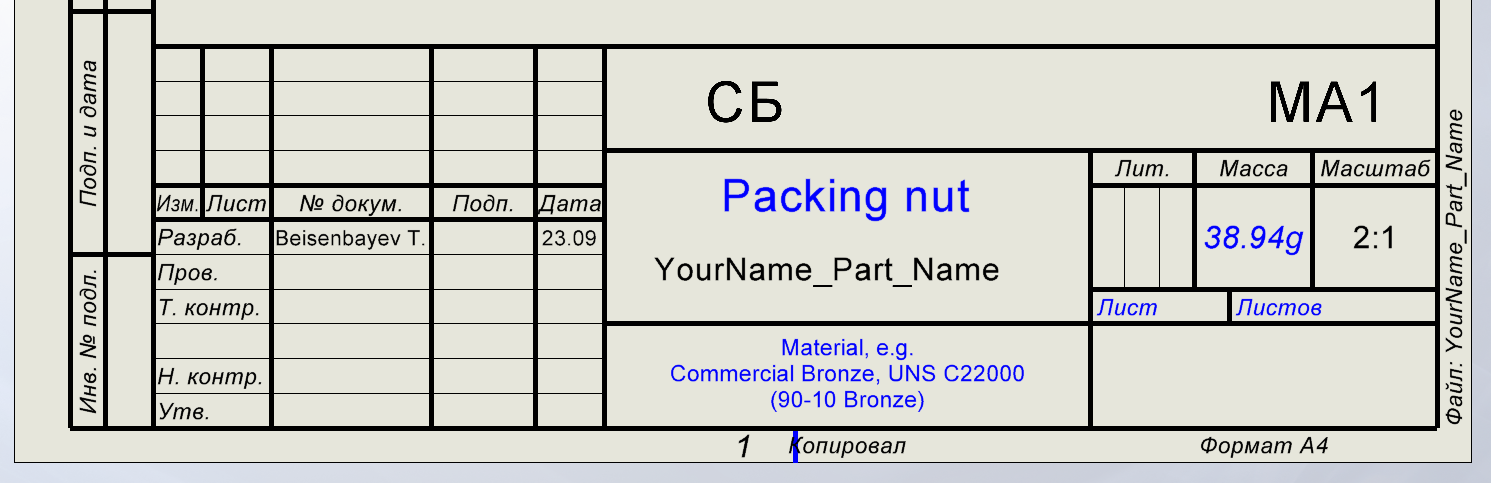 Подп. и дата
Инв. № подл.
СБ МА1
Изм. Лист № докум. Подп. Дата
Разраб. Beisenbayev T. 23.09
Пров.
Т. контр.
Н. контр.
Утв.
Packing nut
YourName_Part_Name
Лит. Масса Масштаб
38.94g 2:1
Лист Листов
Material, e.g.
Commercial Bronze, UNS C22000
(90-10 Bronze)
Файл: YourName_Part_Name
1 Копировал Формат А4